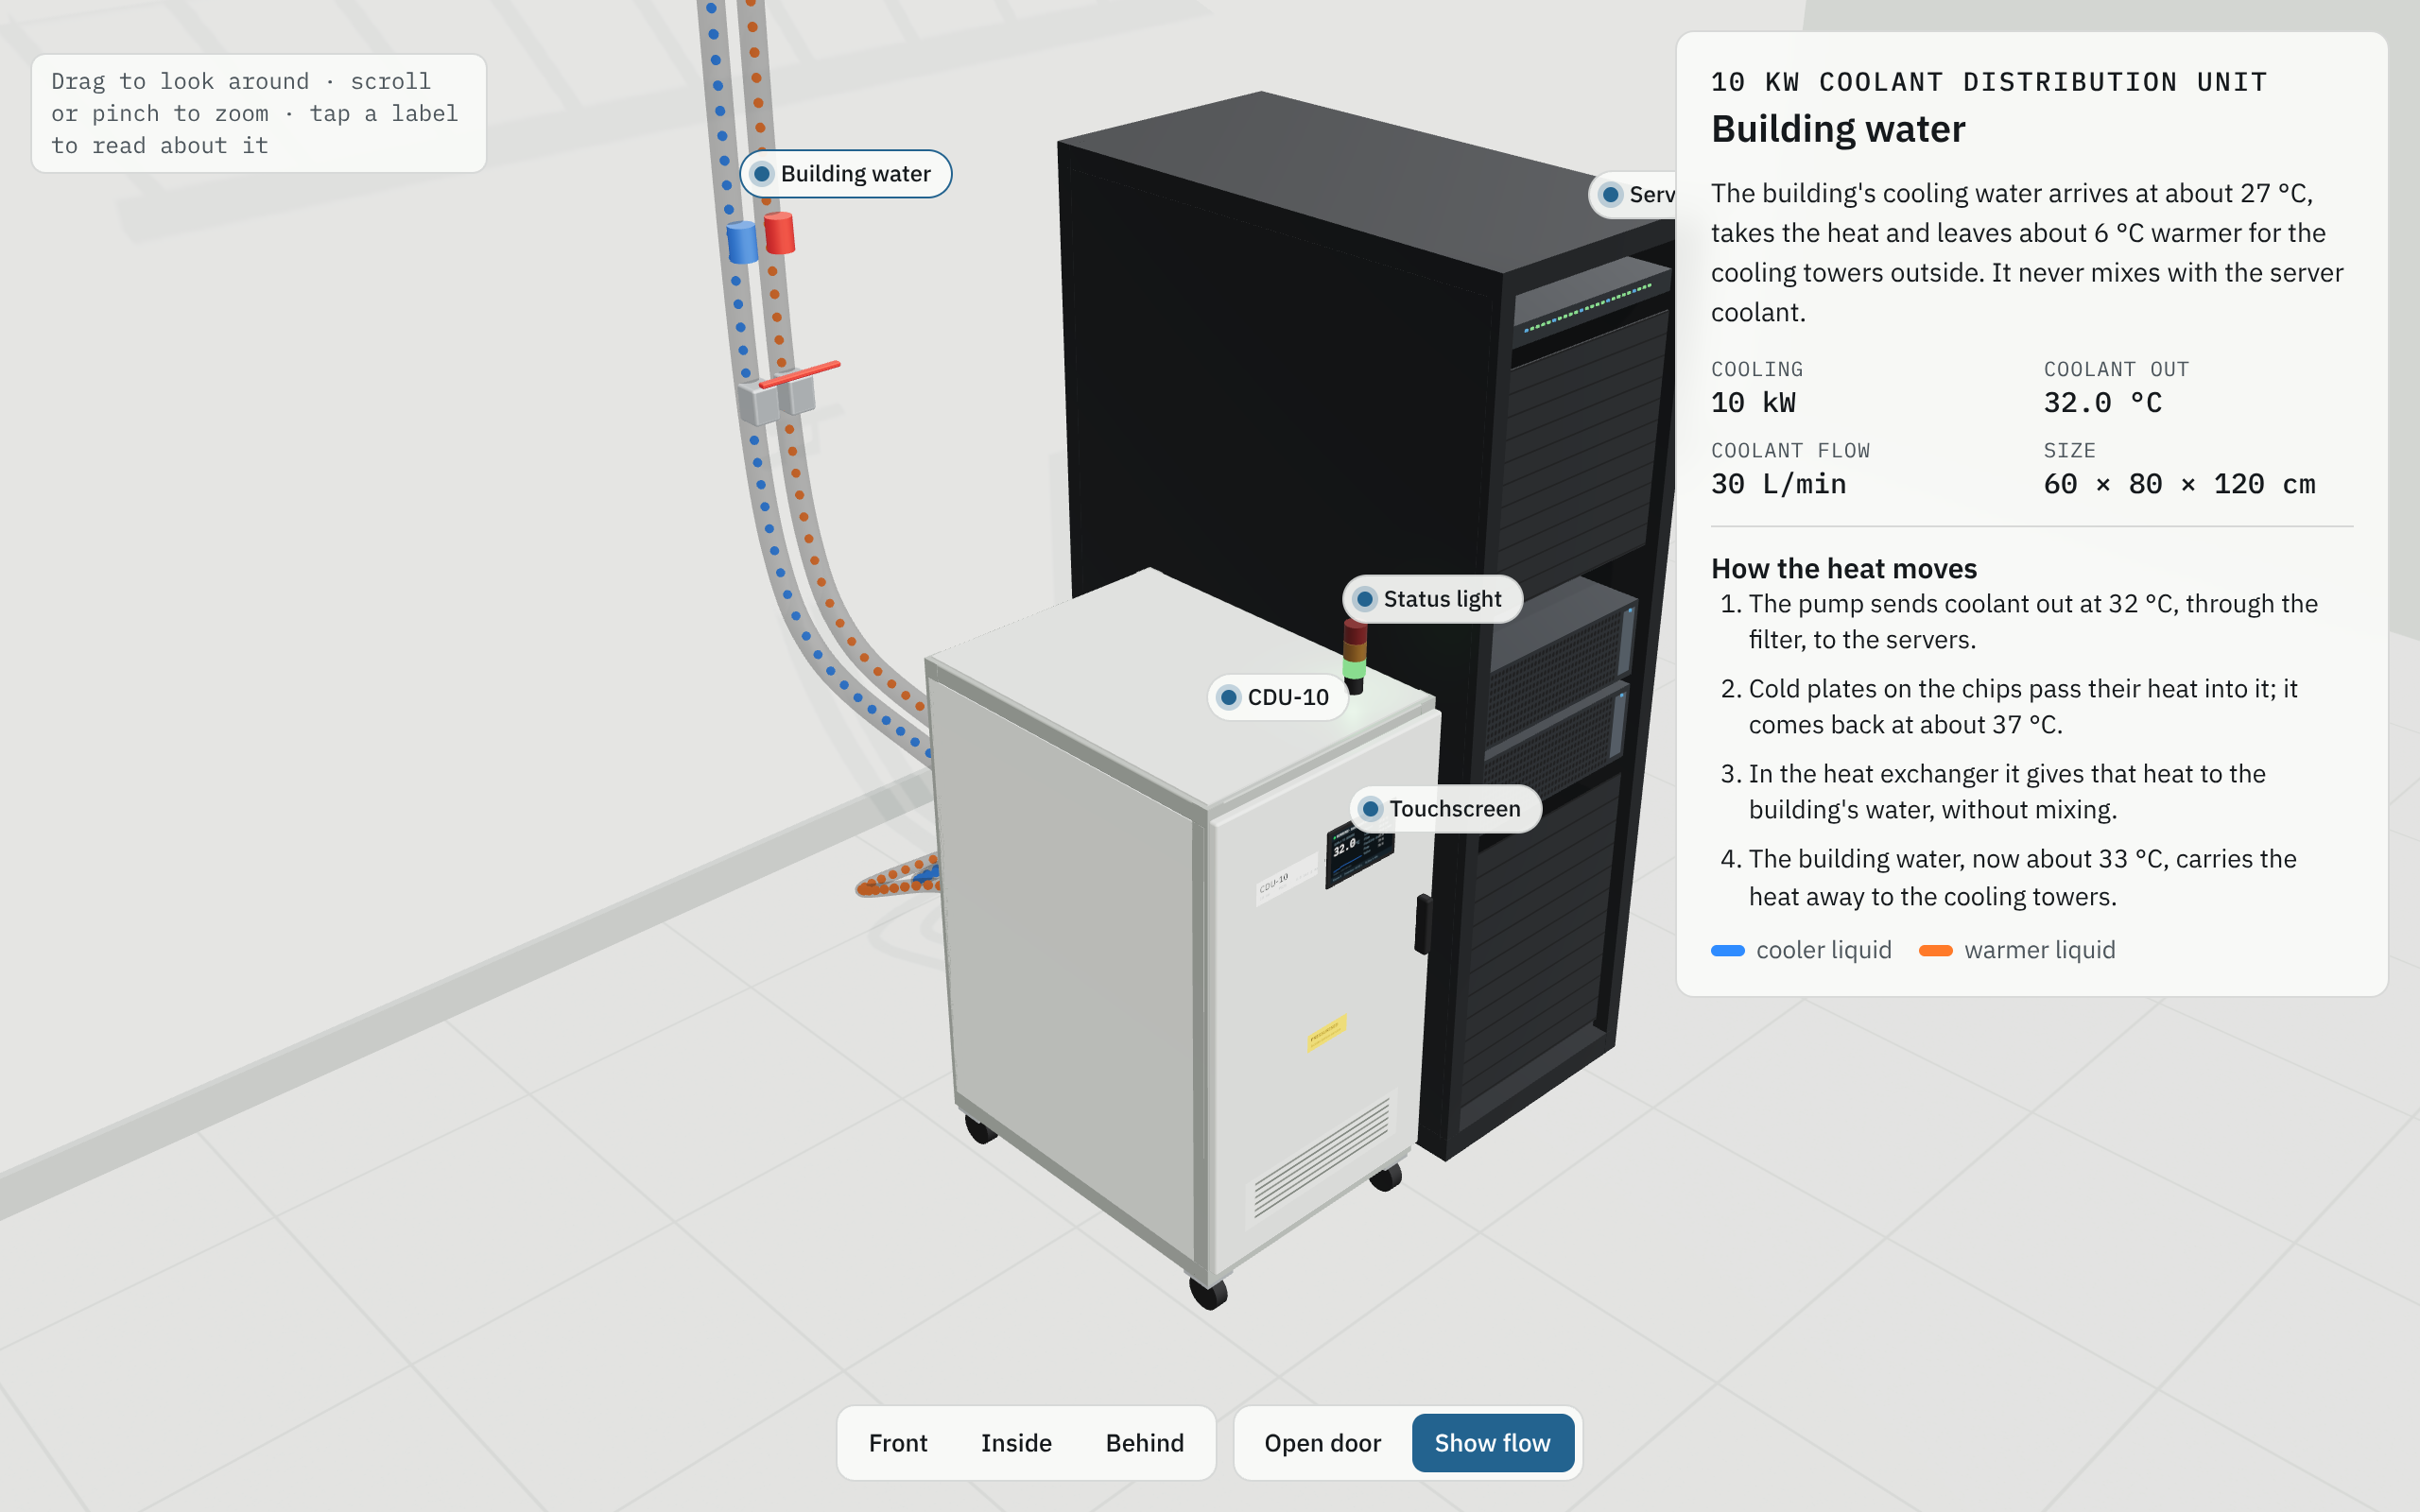 Drag to look around · scroll
or pinch to zoom · tap a label
to read about it
Building water
Serv
Status light
CDU-10
Touchscreen
32.0
CDU-10
10 KW COOLANT DISTRIBUTION UNIT
Building water
The building's cooling water arrives at about 27 °C,
takes the heat and leaves about 6 °C warmer for the
cooling towers outside. It never mixes with the server
coolant.
COOLING
10 kW
COOLANT OUT
32.0 °C
COOLANT FLOW
30 L/min
SIZE
60 × 80 × 120 cm
How the heat moves
1. The pump sends coolant out at 32 °C, through the
filter, to the servers.
2. Cold plates on the chips pass their heat into it; it
comes back at about 37 °C.
3. In the heat exchanger it gives that heat to the
building's water, without mixing.
4. The building water, now about 33 °C, carries the
heat away to the cooling towers.
cooler liquid
warmer liquid
Front
Inside
Behind
Open door
Show flow